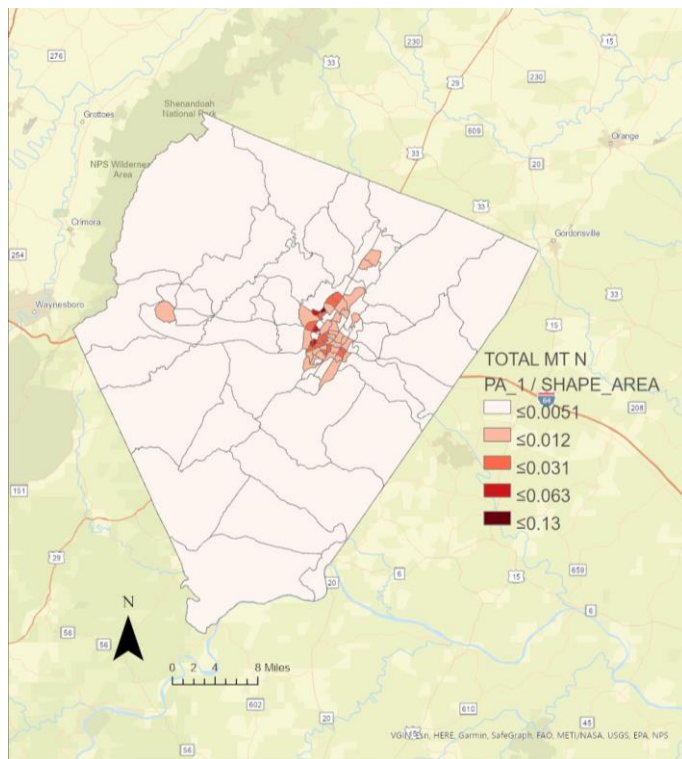 276
230
15
33
Shenandoah
National Park
29
230
Grottoes
609
Orange
33
20
NPS Wilderness
Area
33
Crimora
Gordonsville
254
33
Waynesboro
15
TOTAL MT N
PA_1 / SHAPE_AREA
64
208
≤0.0051
≤0.012
≤0.031
≤0.063
≤0.13
151
29
20
6
15
659
N
6
56
56
0 2 4 8 Miles
602
610
20
45
VGIN, Esri, HERE, Garmin, SafeGraph, FAO, METI/NASA, USGS, EPA, NPS
56